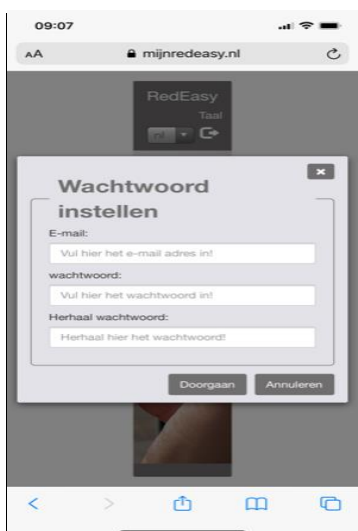 09:07
AA mijnredeasy.nl
RedEasy
Taal
nl
Wachtwoord
instellen
E-mail:
Vul hier het e-mail adres in!
wachtwoord:
Vul hier het wachtwoord in!
Herhaal wachtwoord:
Herhaal hier het wachtwoord!
Doorgaan Annuleren